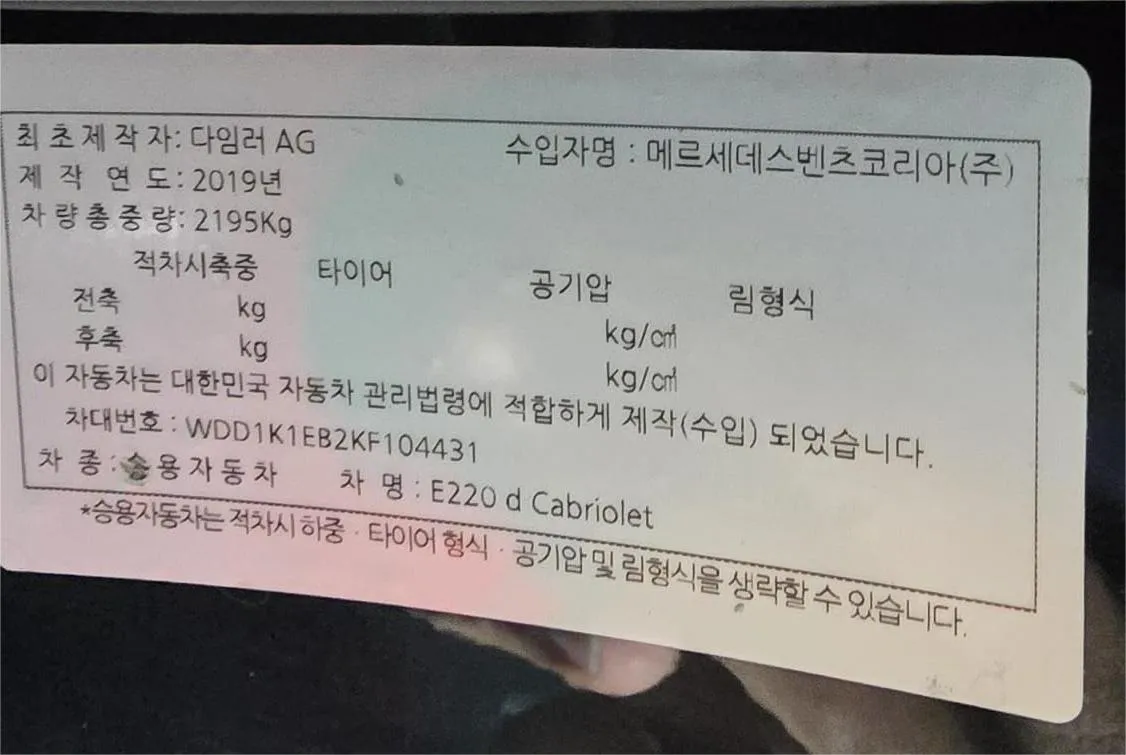 최초제작자: 다임러 AG 수입자명 : 메르세데스벤츠코리아(주)
제 작 연 도: 2019년
차량총중량: 2195Kg
적차시축중 타이어 공기압 림형식
전축 kg kg/㎠
후축 kg kg/㎠
이 자동차는 대한민국 자동차 관리법령에 적합하게 제작(수입) 되었습니다.
차대번호 : WDD1K1EB2KF104431
차 종 : 승용자동차 차 명 : E220 d Cabriolet
*승용자동차는 적차시 하중 · 타이어 형식 · 공기압 및 림형식을 생략할 수 있습니다.